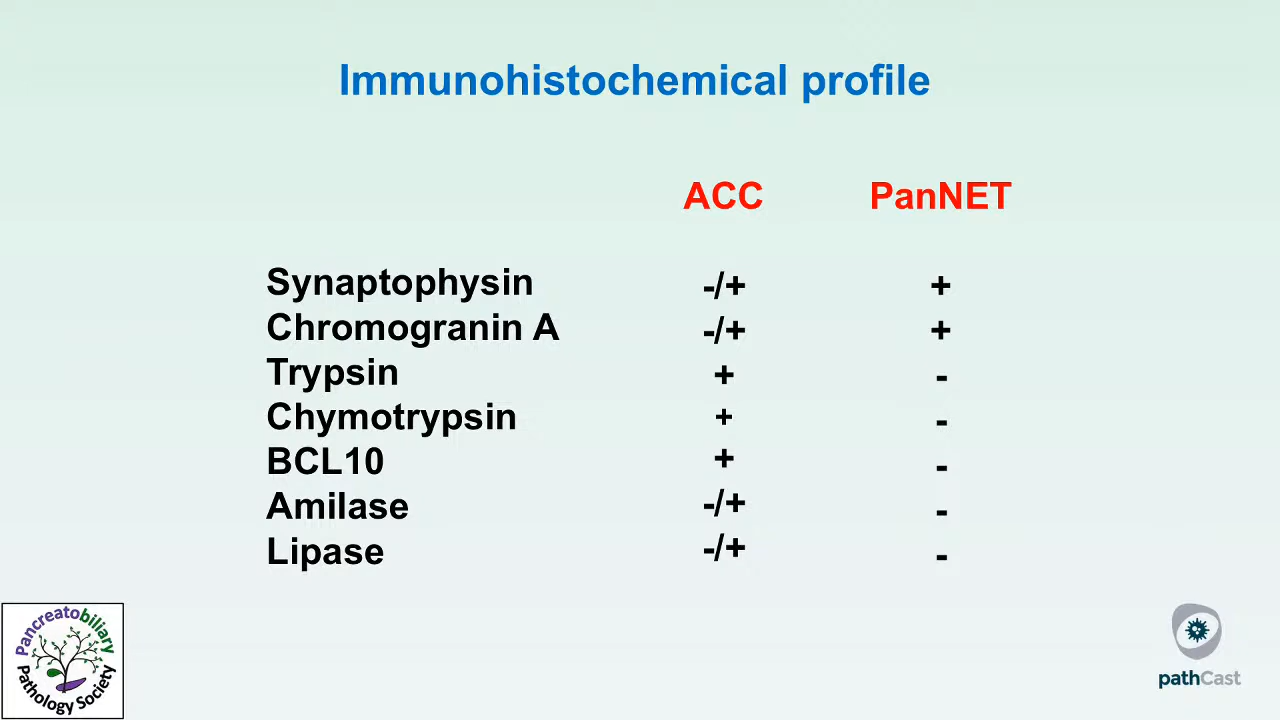 Immunohistochemical profile
ACC PanNET
Synaptophysin -/+ +
Chromogranin A -/+ +
Trypsin + -
Chymotrypsin + -
BCL10 + -
Amilase -/+ -
Lipase -/+ -
Pancreatobiliary
Pathology Society
pathCast